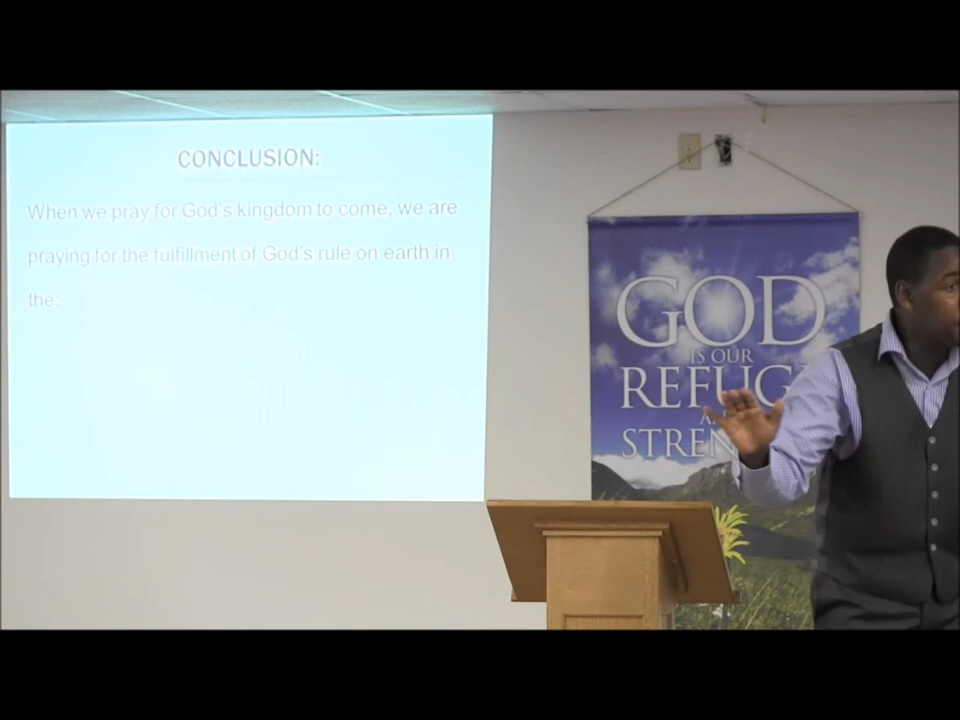 CONCLUSION:
When we pray for God's kingdom to come, we are
praying for the fulfillment of God's rule on earth in
the:
GOD
IS OUR
REFUG
A
STREN